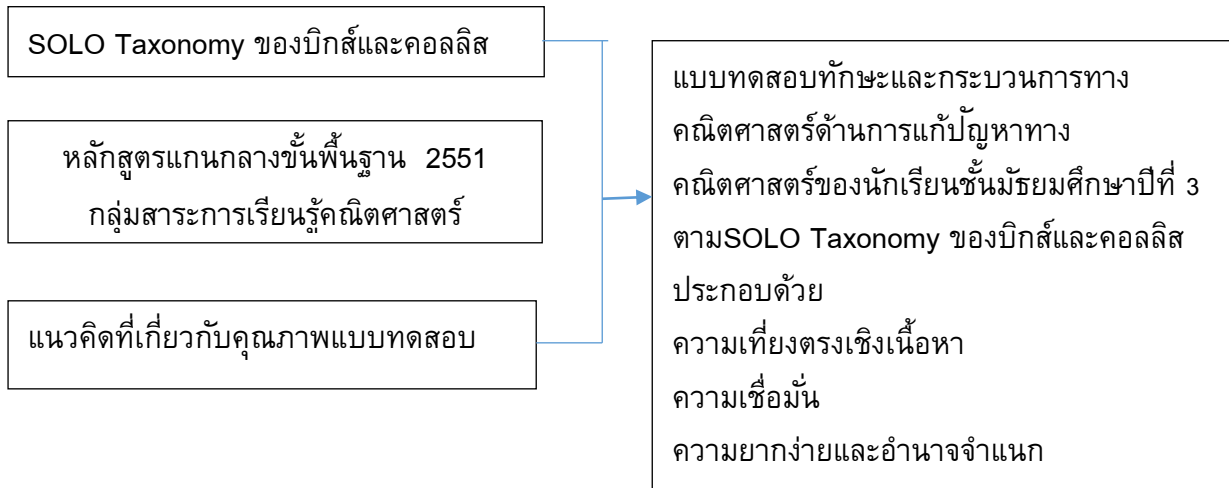 SOLO Taxonomy ของบิกส์และคอลลิส
หลักสูตรแกนกลางขั้นพื้นฐาน 2551
กลุ่มสาระการเรียนรู้คณิตศาสตร์
แนวคิดที่เกี่ยวกับคุณภาพแบบทดสอบ
แบบทดสอบทักษะและกระบวนการทาง
คณิตศาสตร์ด้านการแก้ปัญหาทาง
คณิตศาสตร์ของนักเรียนชั้นมัธยมศึกษาปีที่ 3
ตามSOLO Taxonomy ของบิกส์และคอลลิส
ประกอบด้วย
ความเที่ยงตรงเชิงเนื้อหา
ความเชื่อมั่น
ความยากง่ายและอำนาจจำแนก